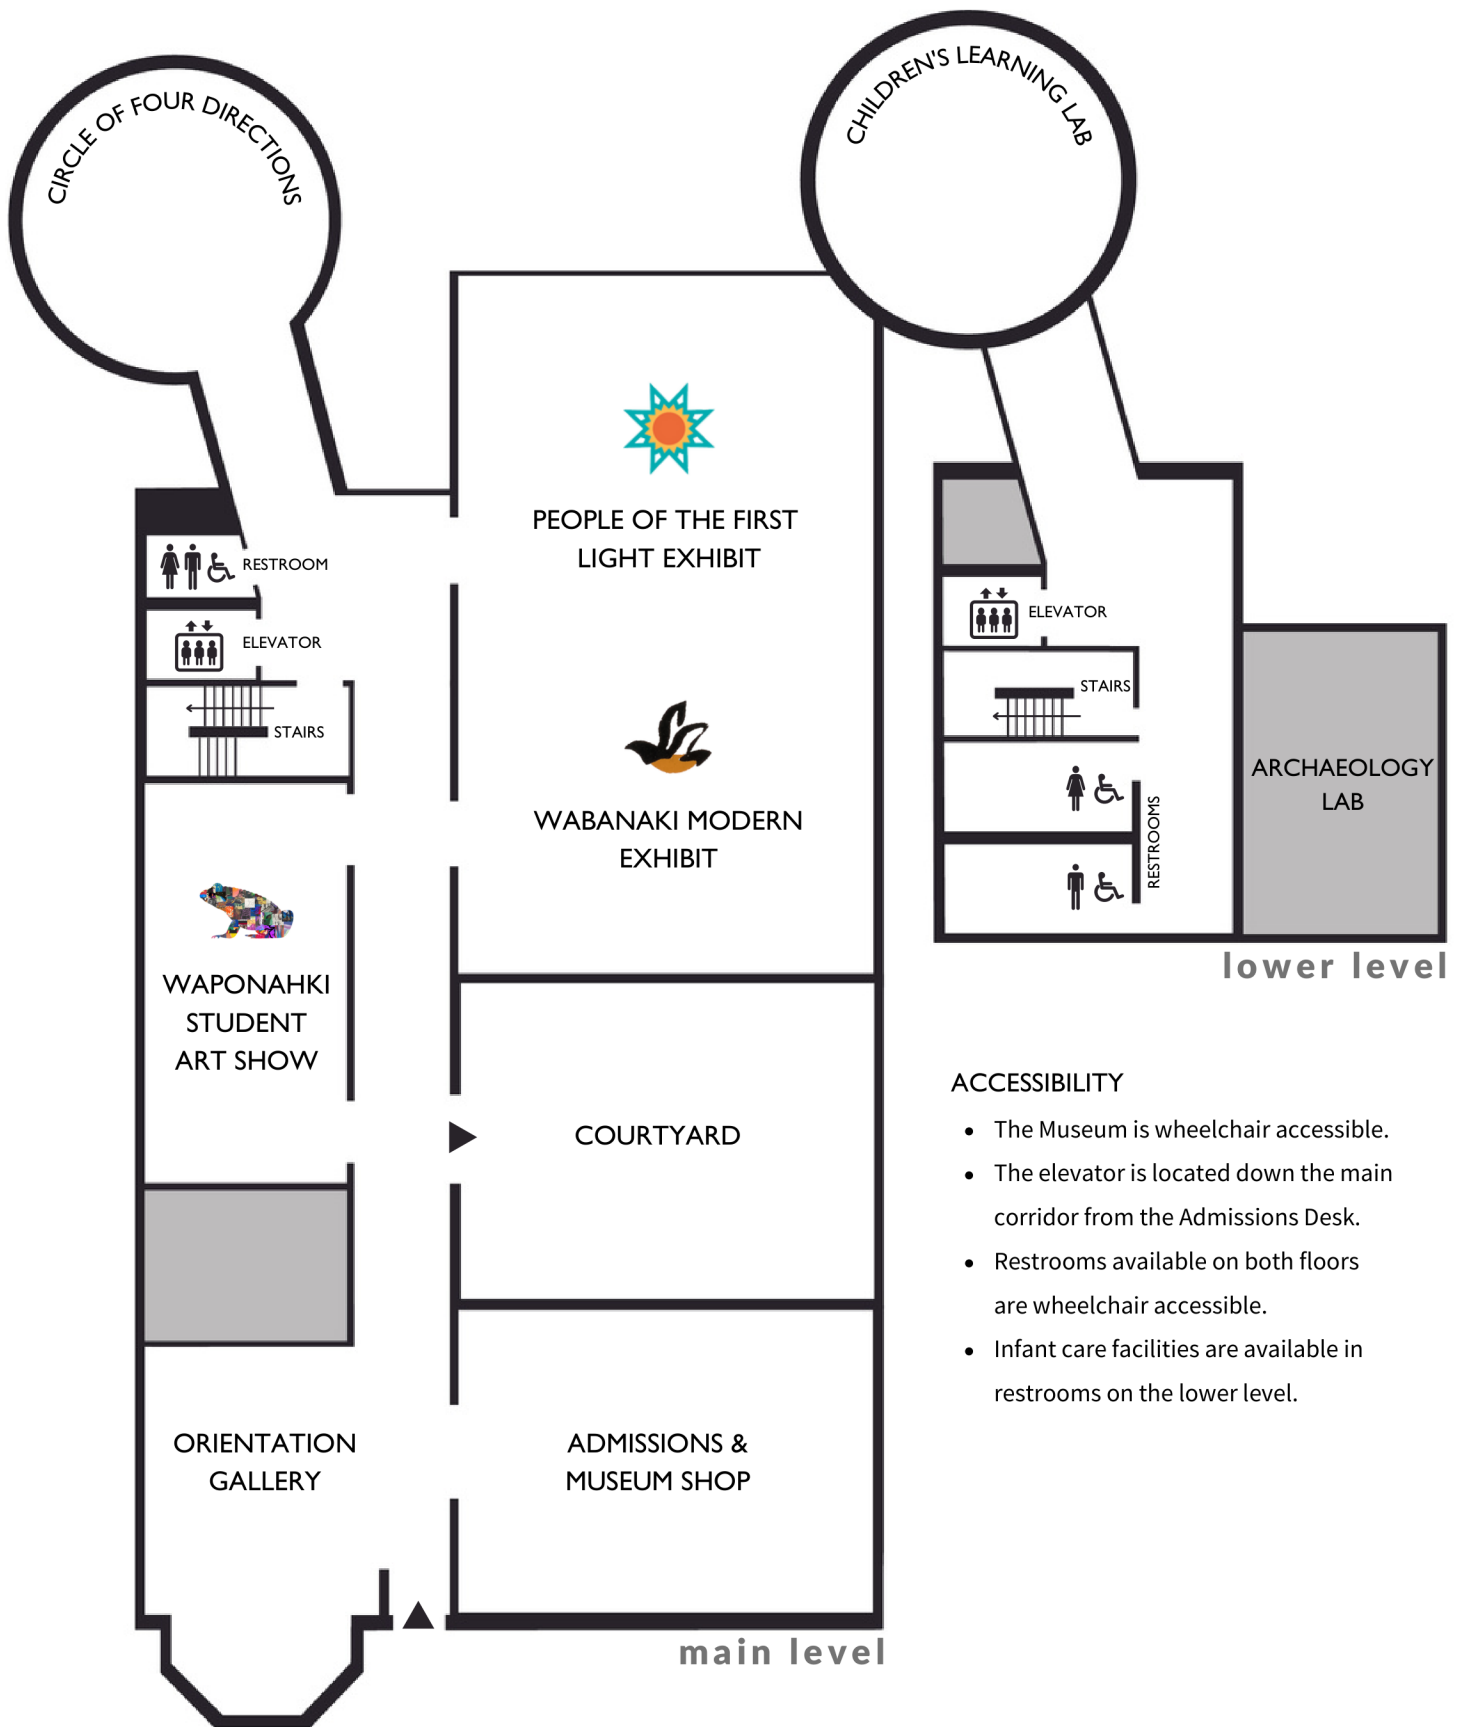 CIRCLE OF FOUR DIRECTIONS
CHILDREN'S LEARNING LAB
PEOPLE OF THE FIRST
LIGHT EXHIBIT
RESTROOM
ELEVATOR
STAIRS
WABANAKI MODERN
EXHIBIT
WAPONAHKI
STUDENT
ART SHOW
COURTYARD
ORIENTATION
GALLERY
ADMISSIONS &
MUSEUM SHOP
main level
ELEVATOR
STAIRS
RESTROOMS
ARCHAEOLOGY
LAB
lower level
ACCESSIBILITY
• The Museum is wheelchair accessible.
• The elevator is located down the main
corridor from the Admissions Desk.
• Restrooms available on both floors
are wheelchair accessible.
• Infant care facilities are available in
restrooms on the lower level.